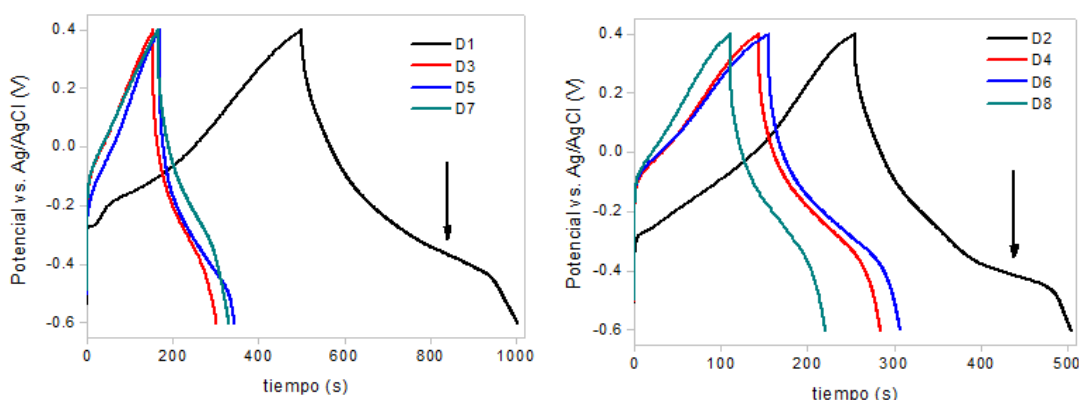 Potencial vs. Ag/AgCl (V)
0.4
0.2
0.0
-0.2
-0.4
-0.6
D1
D3
D5
D7
0 200 400 600 800 1000
tiempo (s)
Potencial vs. Ag/AgCl (V)
0.4
0.2
0.0
-0.2
-0.4
-0.6
D2
D4
D6
D8
0 100 200 300 400 500
tiempo (s)